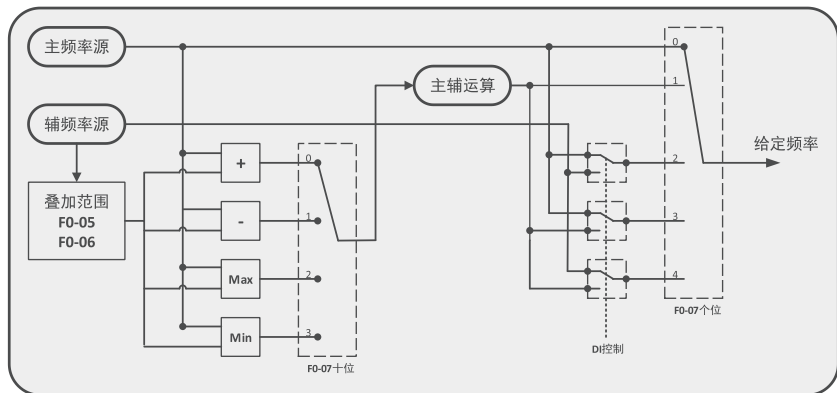 主频率源
辅频率源
叠加范围
F0-05
F0-06
+
-
Max
Min
0
1
2
3
F0-07十位
主辅运算
0
1
2
3
4
F0-07个位
DI控制
给定频率